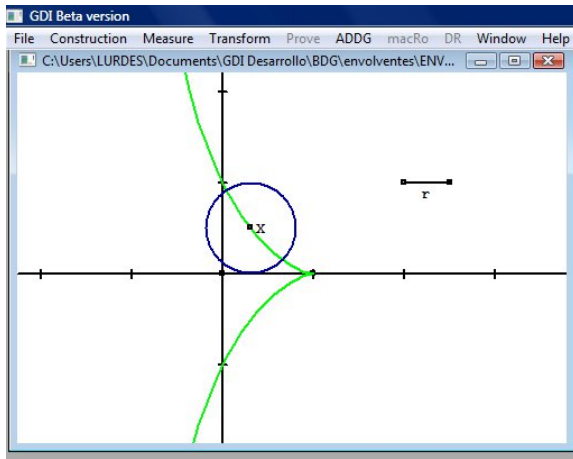 GDI Beta version
File Construction Measure Transform Prove ADDG macRo DR Window Help
C:\Users\LURDES\Documents\GDI Desarrollo\BDG\envolventes\ENV...
r
X